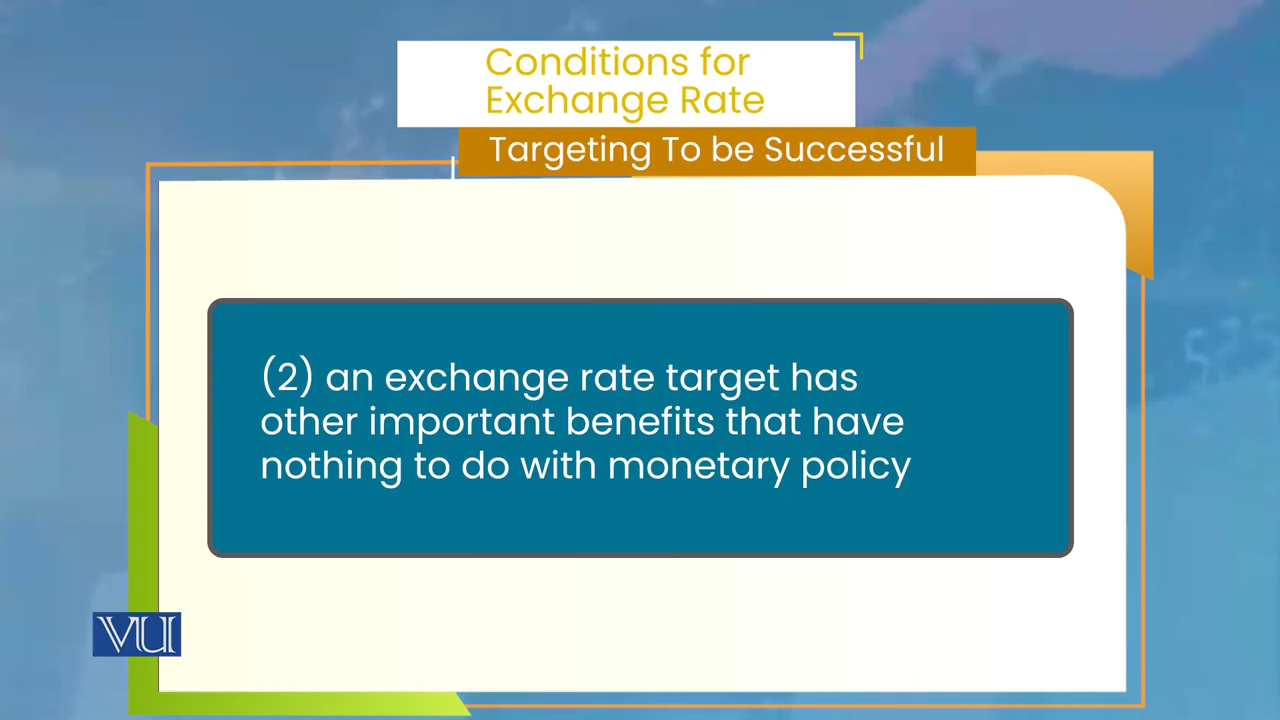 Conditions for
Exchange Rate
Targeting To be Successful
(2) an exchange rate target has
other important benefits that have
nothing to do with monetary policy
VU